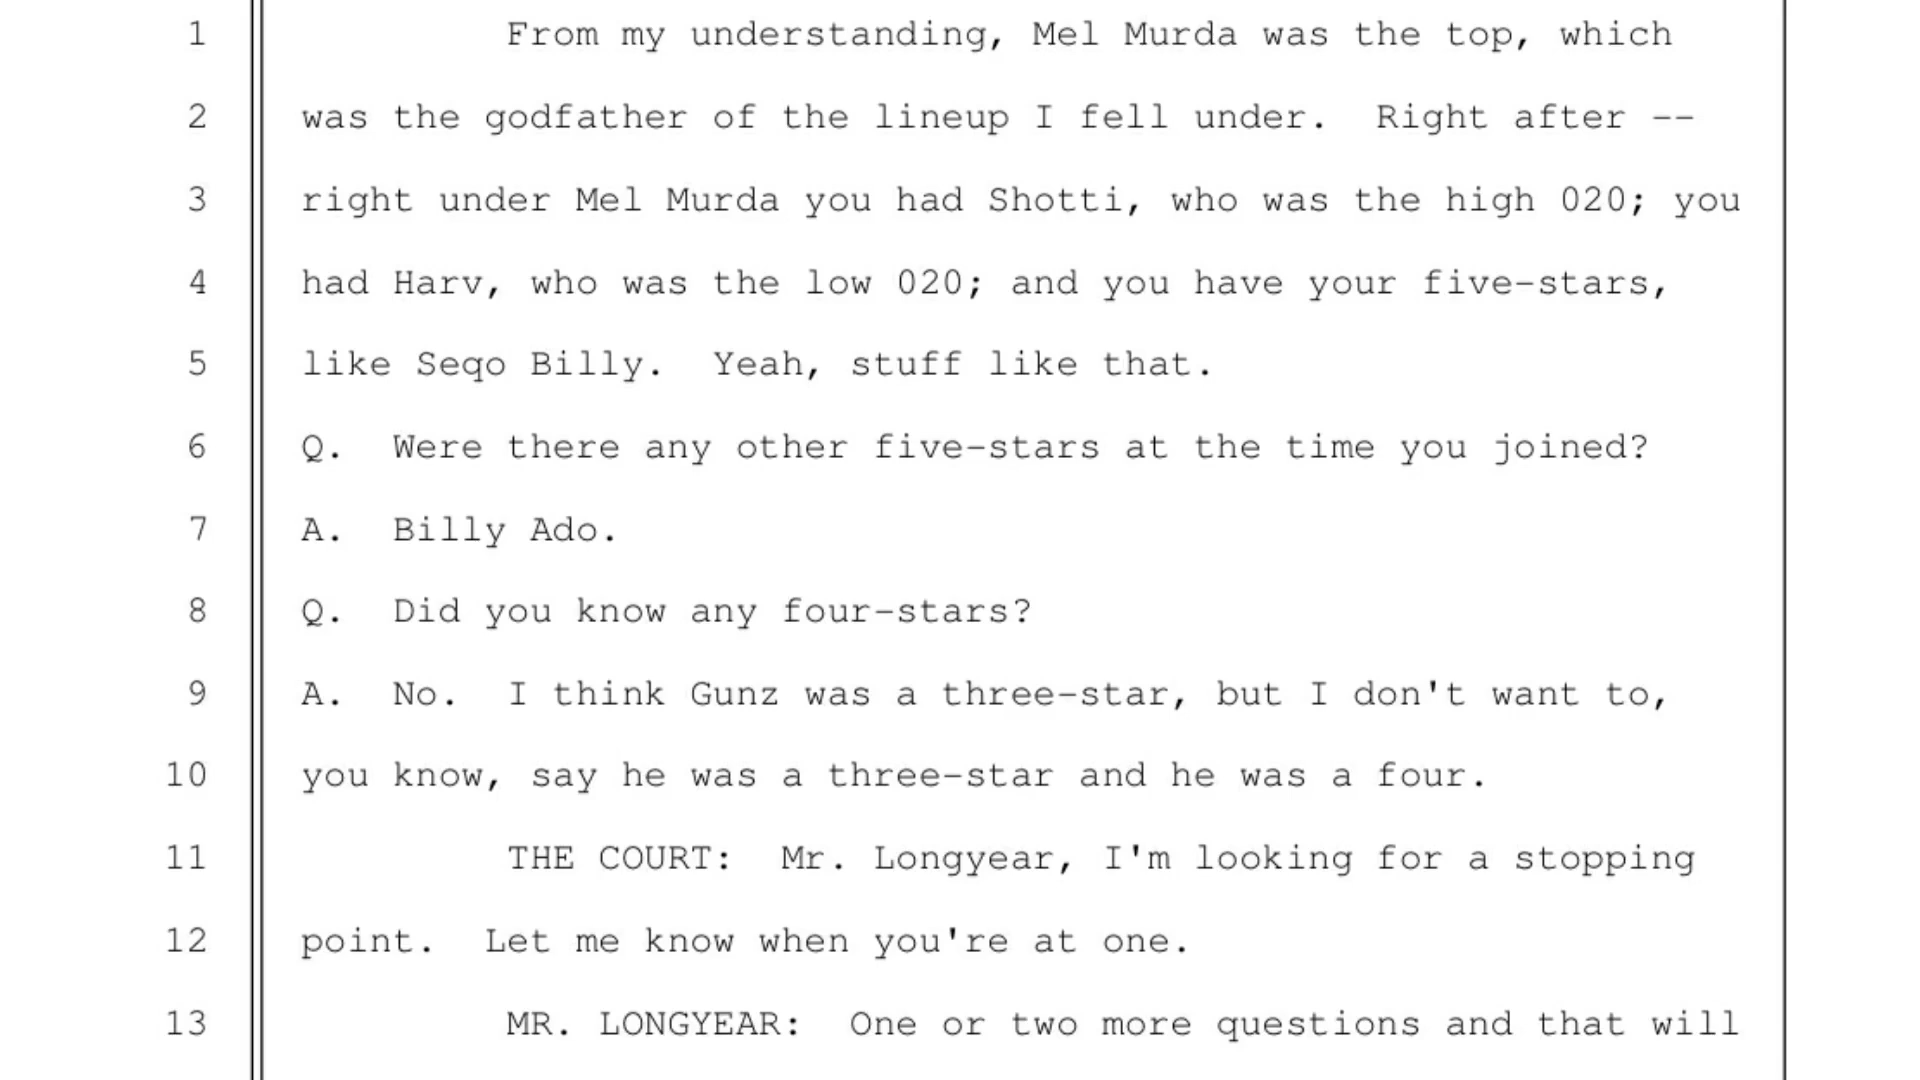 1 From my understanding, Mel Murda was the top, which
2 was the godfather of the lineup I fell under.  Right after --
3 right under Mel Murda you had Shotti, who was the high 020; you
4 had Harv, who was the low 020; and you have your five-stars,
5 like Seqo Billy.  Yeah, stuff like that.
6 Q.  Were there any other five-stars at the time you joined?
7 A.  Billy Ado.
8 Q.  Did you know any four-stars?
9 A.  No.  I think Gunz was a three-star, but I don't want to,
10 you know, say he was a three-star and he was a four.
11 THE COURT:  Mr. Longyear, I'm looking for a stopping
12 point.  Let me know when you're at one.
13 MR. LONGYEAR:  One or two more questions and that will